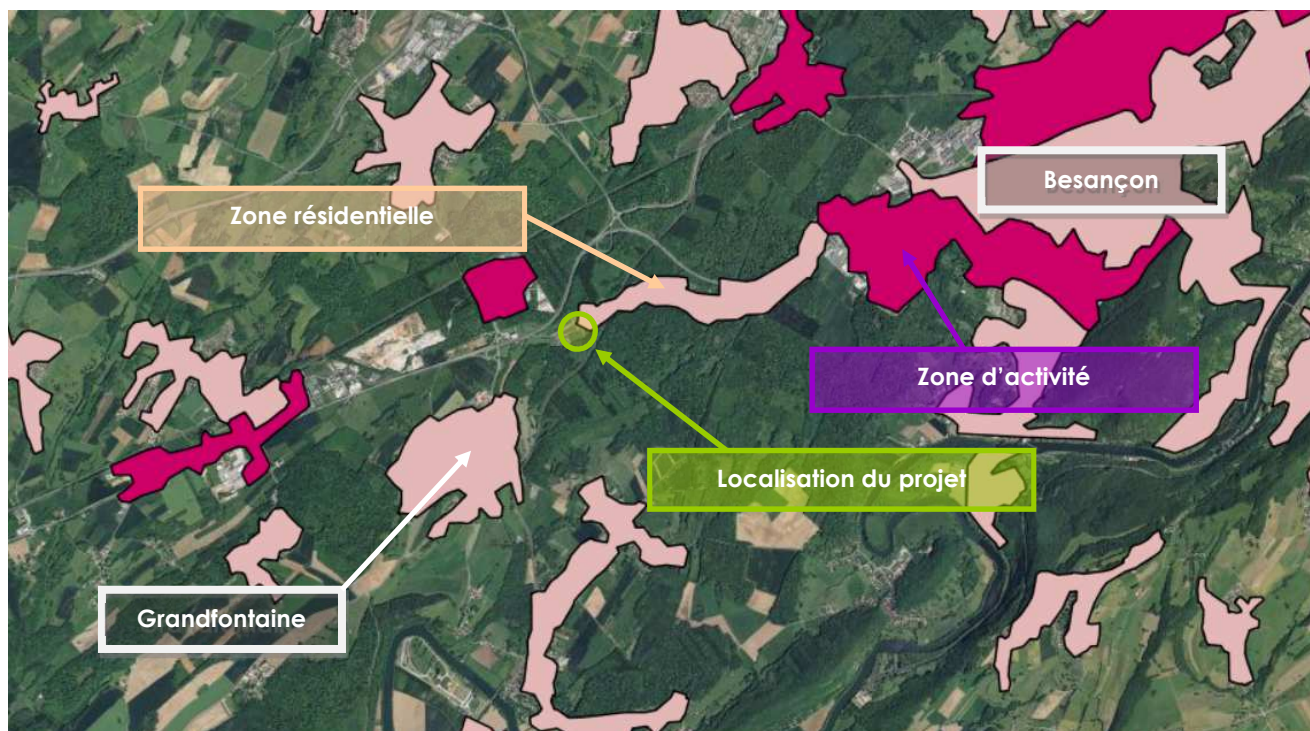 Besançon
Zone résidentielle
Zone d'activité
Localisation du projet
Grandfontaine